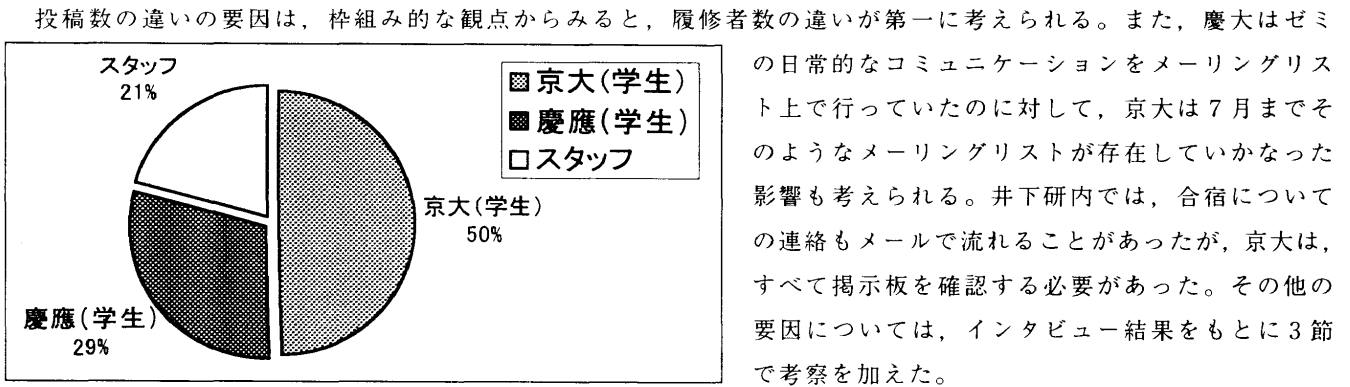 投稿数の違いの要因は，枠組み的な観点からみると，履修者数の違いが第一に考えられる。また，慶大はゼミ
スタッフ
21%
京大(学生)
慶應(学生)
スタッフ
京大(学生)
50%
慶應(学生)
29%
の日常的なコミュニケーションをメーリングリス
ト上で行っていたのに対して，京大は７月までそ
のようなメーリングリストが存在していかなった
影響も考えられる。井下研内では，合宿について
の連絡もメールで流れることがあったが，京大は，
すべて掲示板を確認する必要があった。その他の
要因については，インタビュー結果をもとに３節
で考察を加えた。